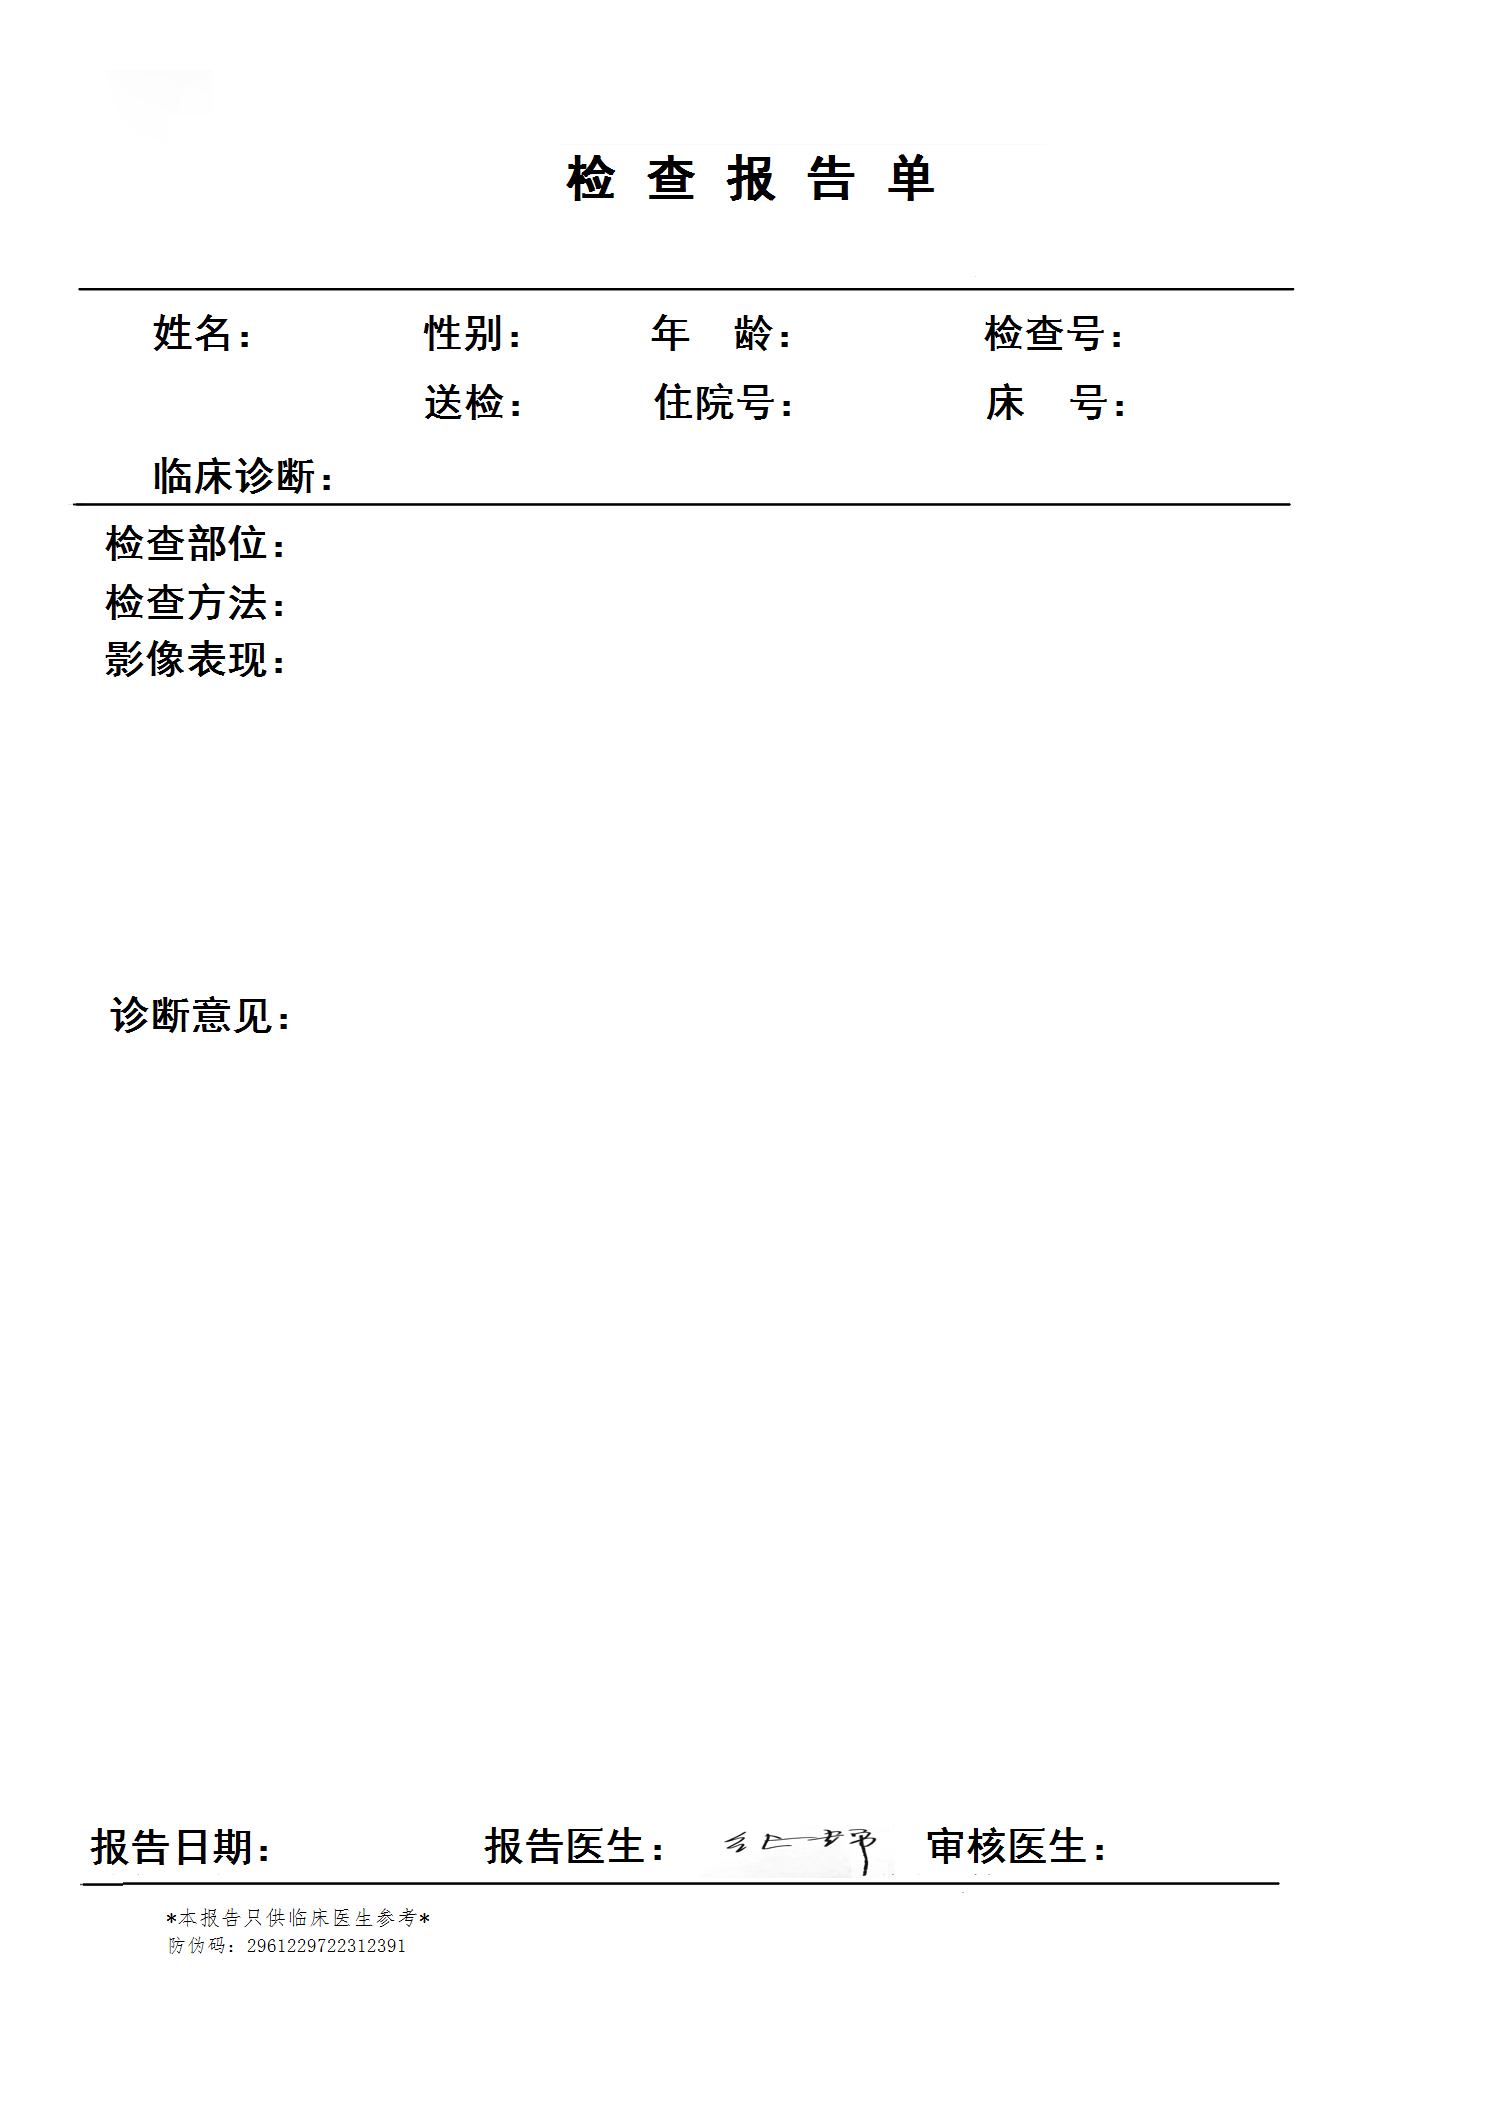 检查报告单
姓名： 性别： 年 龄： 检查号：
送检： 住院号： 床 号：
临床诊断：
检查部位：
检查方法：
影像表现：
诊断意见：
报告日期： 报告医生： 审核医生：
*本报告只供临床医生参考*
防伪码：2961229722312391